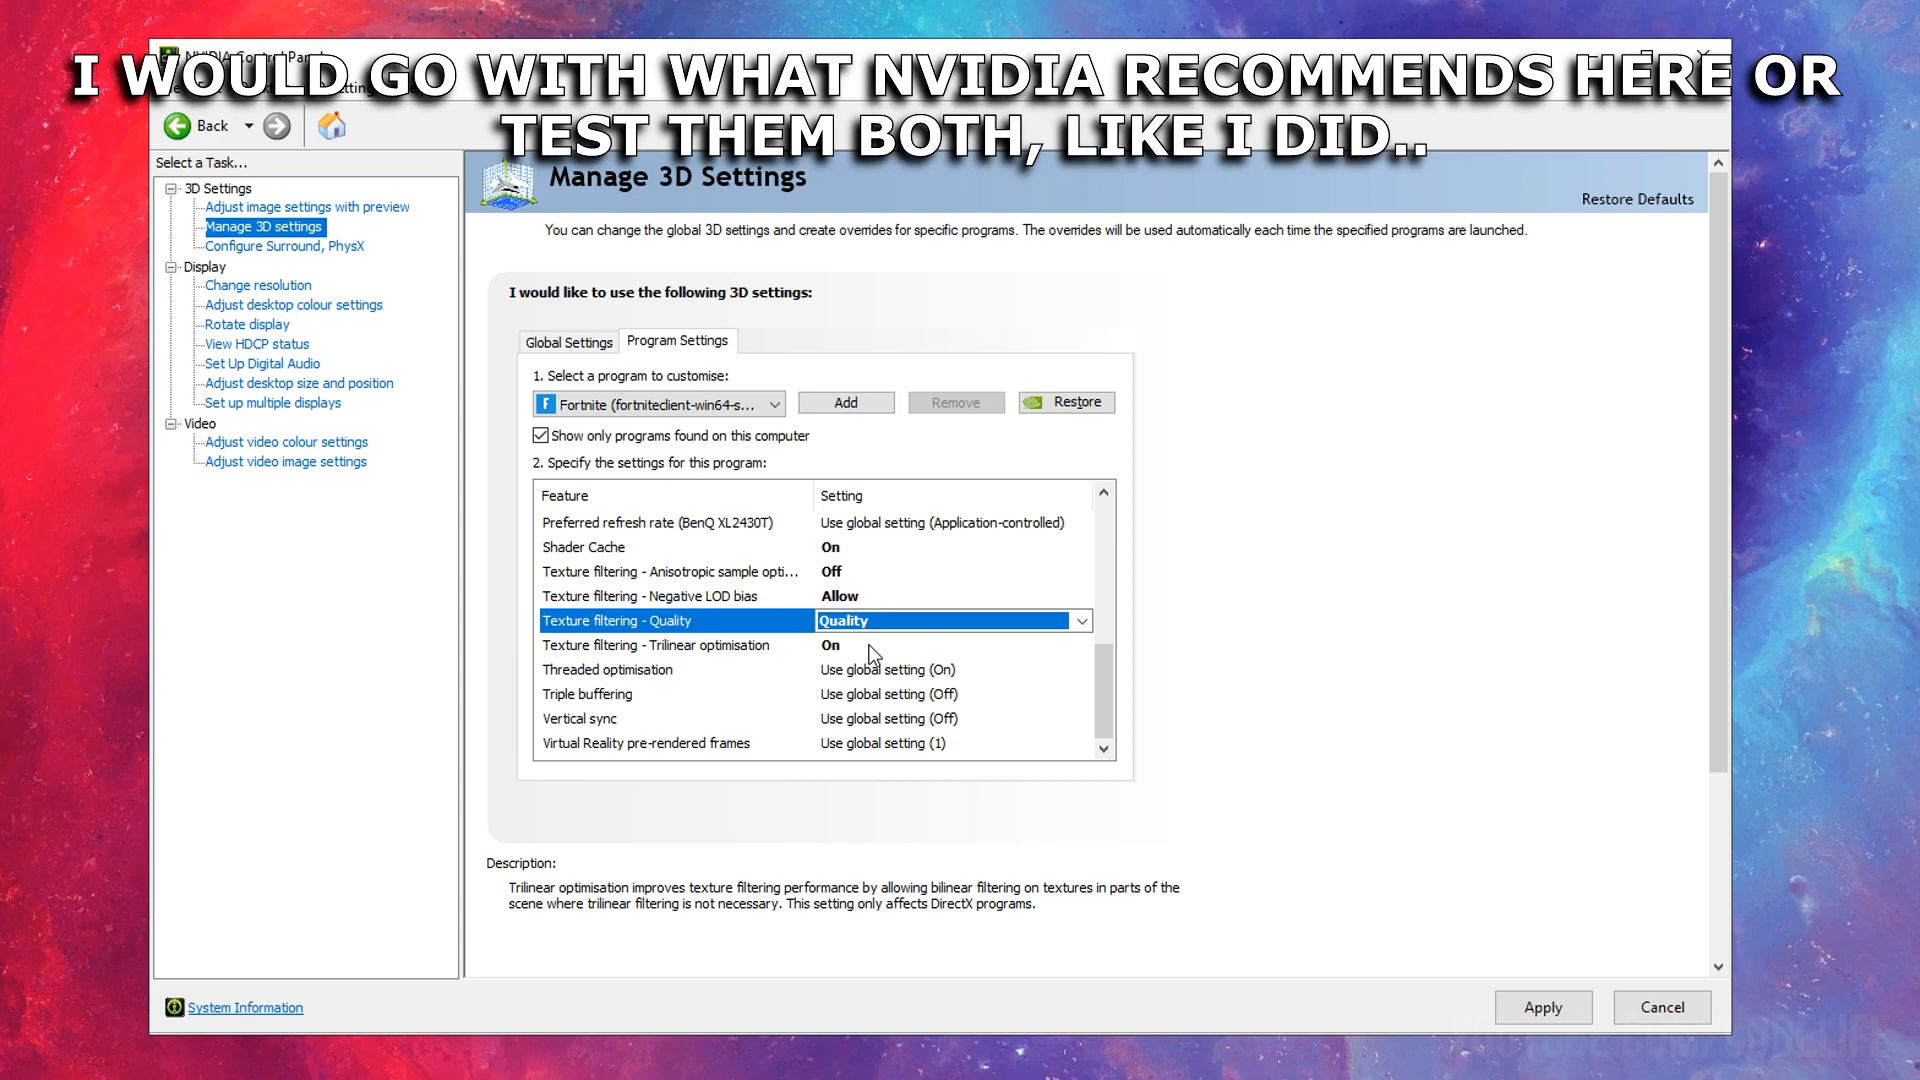 I WOULD GO WITH WHAT NVIDIA RECOMMENDS HERE OR
TEST THEM BOTH, LIKE I DID..
Back
Select a Task...
3D Settings
Adjust image settings with preview
Manage 3D settings
Configure Surround, PhysX
Display
Change resolution
Adjust desktop colour settings
Rotate display
View HDCP status
Set Up Digital Audio
Adjust desktop size and position
Set up multiple displays
Video
Adjust video colour settings
Adjust video image settings
System Information
Manage 3D Settings
Restore Defaults
You can change the global 3D settings and create overrides for specific programs. The overrides will be used automatically each time the specified programs are launched.
I would like to use the following 3D settings:
Global Settings Program Settings
1. Select a program to customise:
Fortnite (fortniteclient-win64-s... Add Remove Restore
Show only programs found on this computer
2. Specify the settings for this program:
Feature Setting
Preferred refresh rate (BenQ XL2430T) Use global setting (Application-controlled)
Shader Cache On
Texture filtering - Anisotropic sample opti... Off
Texture filtering - Negative LOD bias Allow
Texture filtering - Quality Quality
Texture filtering - Trilinear optimisation On
Threaded optimisation Use global setting (On)
Triple buffering Use global setting (Off)
Vertical sync Use global setting (Off)
Virtual Reality pre-rendered frames Use global setting (1)
Description:
Trilinear optimisation improves texture filtering performance by allowing bilinear filtering on textures in parts of the
scene where trilinear filtering is not necessary. This setting only affects DirectX programs.
Apply Cancel